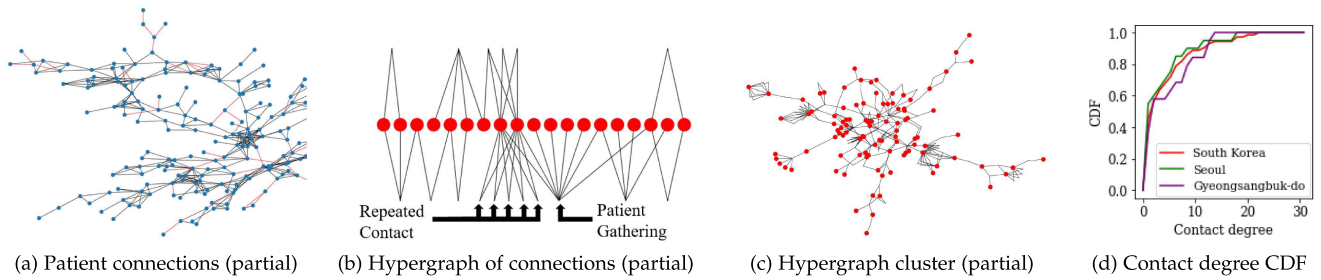 Repeated
Contact
Patient
Gathering
CDF
1.0
0.8
0.6
0.4
0.2
0.0
South Korea
Seoul
Gyeongsangbuk-do
0
10
20
30
Contact degree
(a) Patient connections (partial)
(b) Hypergraph of connections (partial)
(c) Hypergraph cluster (partial)
(d) Contact degree CDF